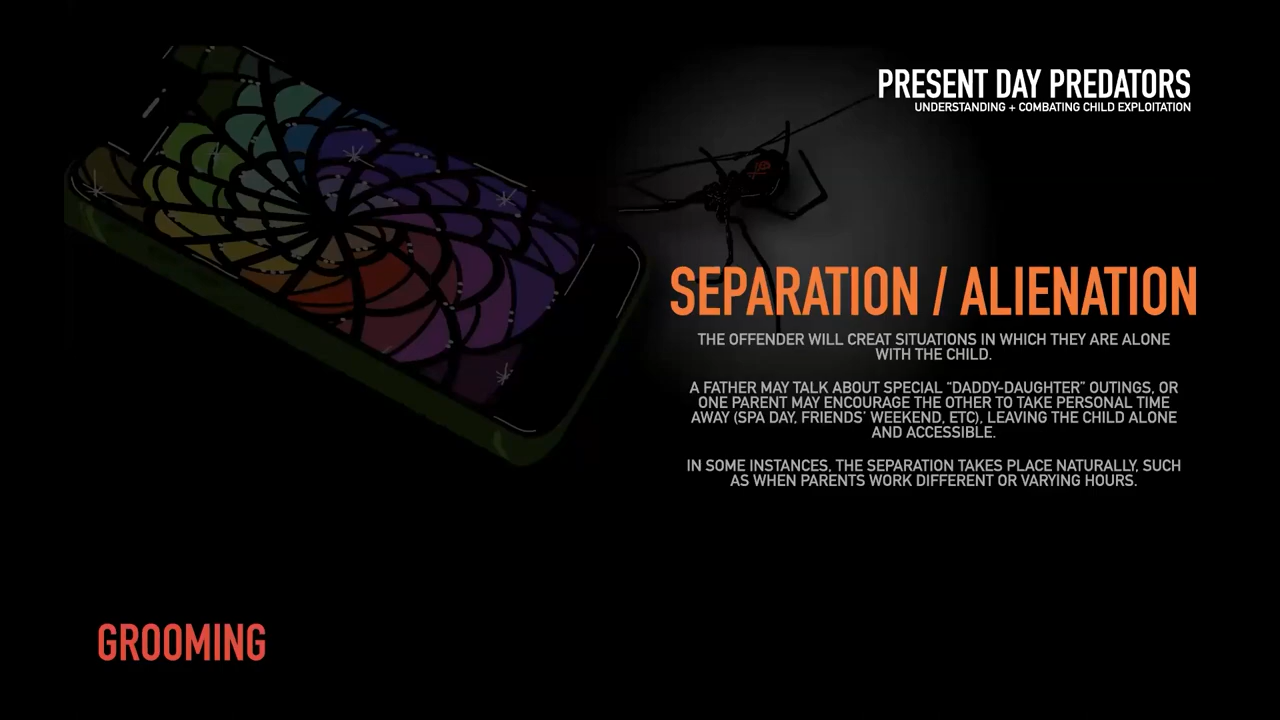 PRESENT DAY PREDATORS
UNDERSTANDING + COMBATING CHILD EXPLOITATION
SEPARATION / ALIENATION
THE OFFENDER WILL CREAT SITUATIONS IN WHICH THEY ARE ALONE
WITH THE CHILD.
A FATHER MAY TALK ABOUT SPECIAL “DADDY-DAUGHTER” OUTINGS, OR
ONE PARENT MAY ENCOURAGE THE OTHER TO TAKE PERSONAL TIME
AWAY (SPA DAY, FRIENDS’ WEEKEND, ETC), LEAVING THE CHILD ALONE
AND ACCESSIBLE.
IN SOME INSTANCES, THE SEPARATION TAKES PLACE NATURALLY, SUCH
AS WHEN PARENTS WORK DIFFERENT OR VARYING HOURS.
GROOMING